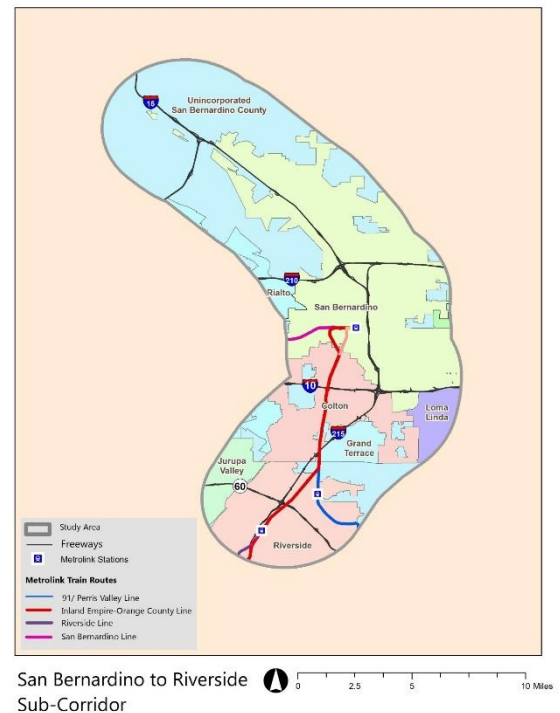 15
Unincorporated
San Bernardino County
210
Rialto
San Bernardino
10
Colton
Loma
Linda
215
Grand
Terrace
Jurupa
Valley
60
Riverside
Study Area
Freeways
Metrolink Stations
Metrolink Train Routes
91/ Perris Valley Line
Inland Empire-Orange County Line
Riverside Line
San Bernardino Line
San Bernardino to Riverside
Sub-Corridor
0 2.5 5 10 Miles